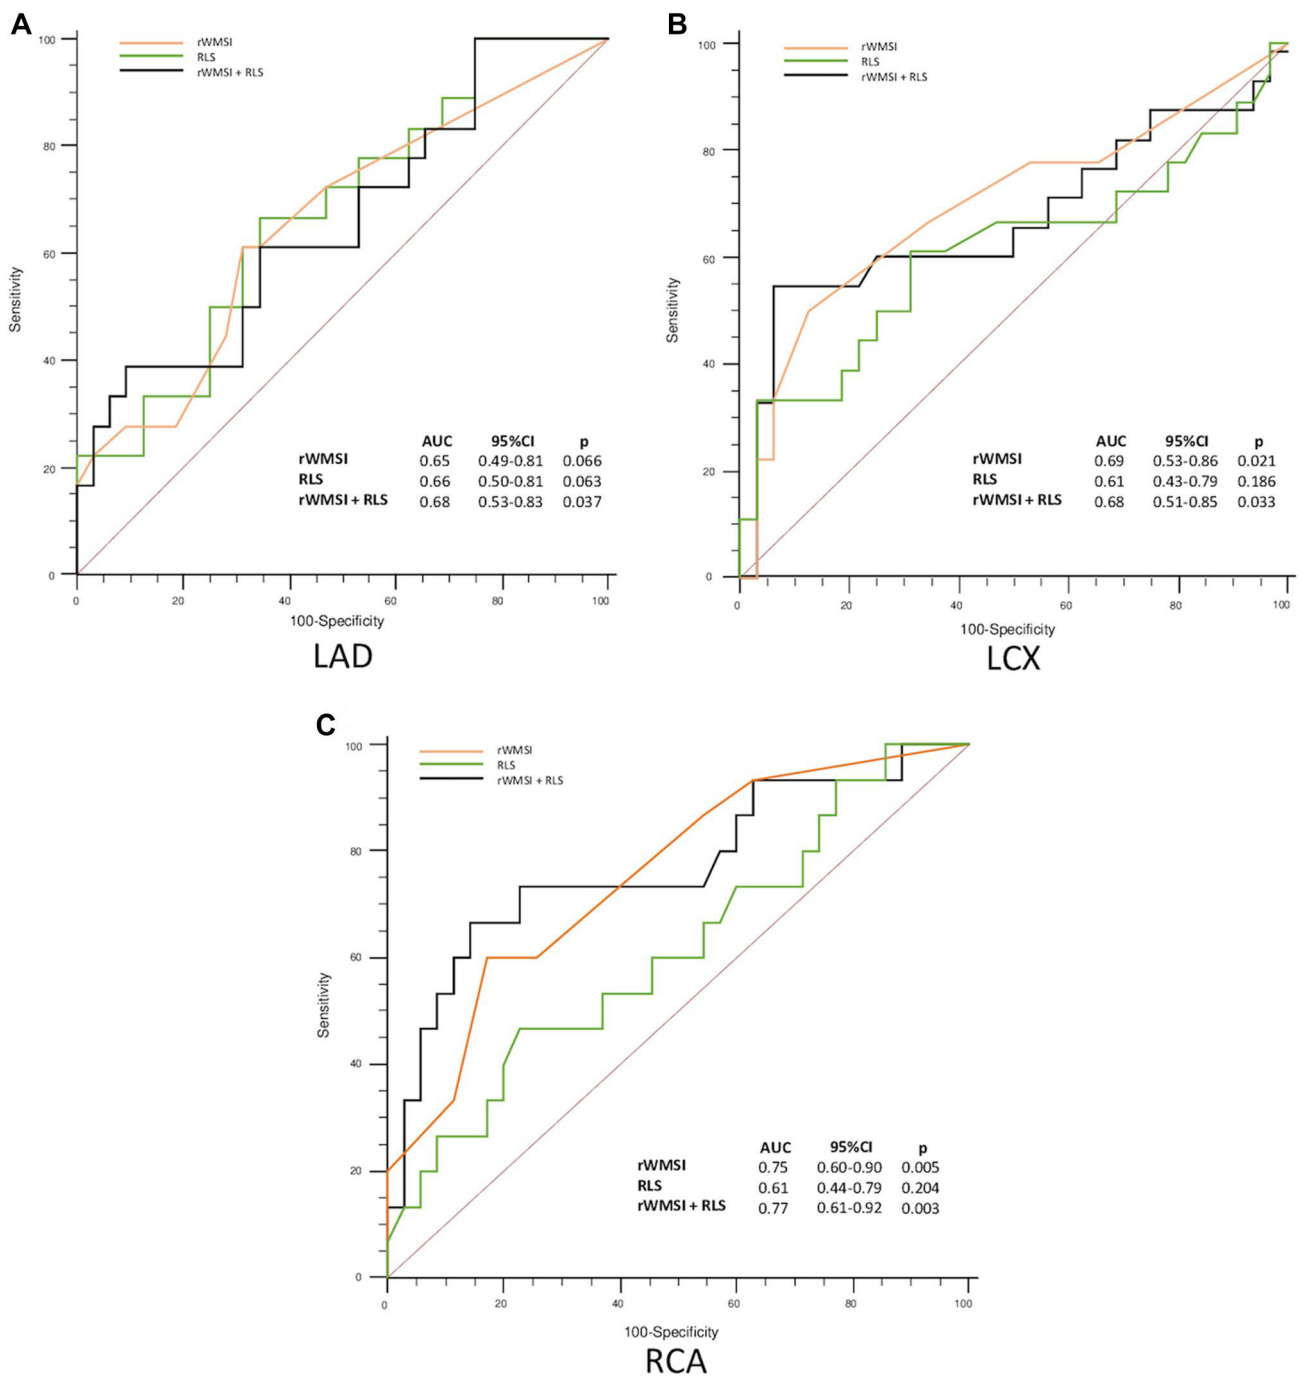 A
rWMSI
RLS
rWMSI + RLS
100
80
60
40
20
0
Sensitivity
AUC 95%CI p
rWMSI 0.65 0.49-0.81 0.066
RLS 0.66 0.50-0.81 0.063
rWMSI + RLS 0.68 0.53-0.83 0.037
0 20 40 60 80 100
100-Specificity
LAD
B
rWMSI
RLS
rWMSI + RLS
100
80
60
40
20
0
Sensitivity
AUC 95%CI p
rWMSI 0.69 0.53-0.86 0.021
RLS 0.61 0.43-0.79 0.186
rWMSI + RLS 0.68 0.51-0.85 0.033
0 20 40 60 80 100
100-Specificity
LCX
C
rWMSI
RLS
rWMSI + RLS
100
80
60
40
20
0
Sensitivity
AUC 95%CI p
rWMSI 0.75 0.60-0.90 0.005
RLS 0.61 0.44-0.79 0.204
rWMSI + RLS 0.77 0.61-0.92 0.003
0 20 40 60 80 100
100-Specificity
RCA